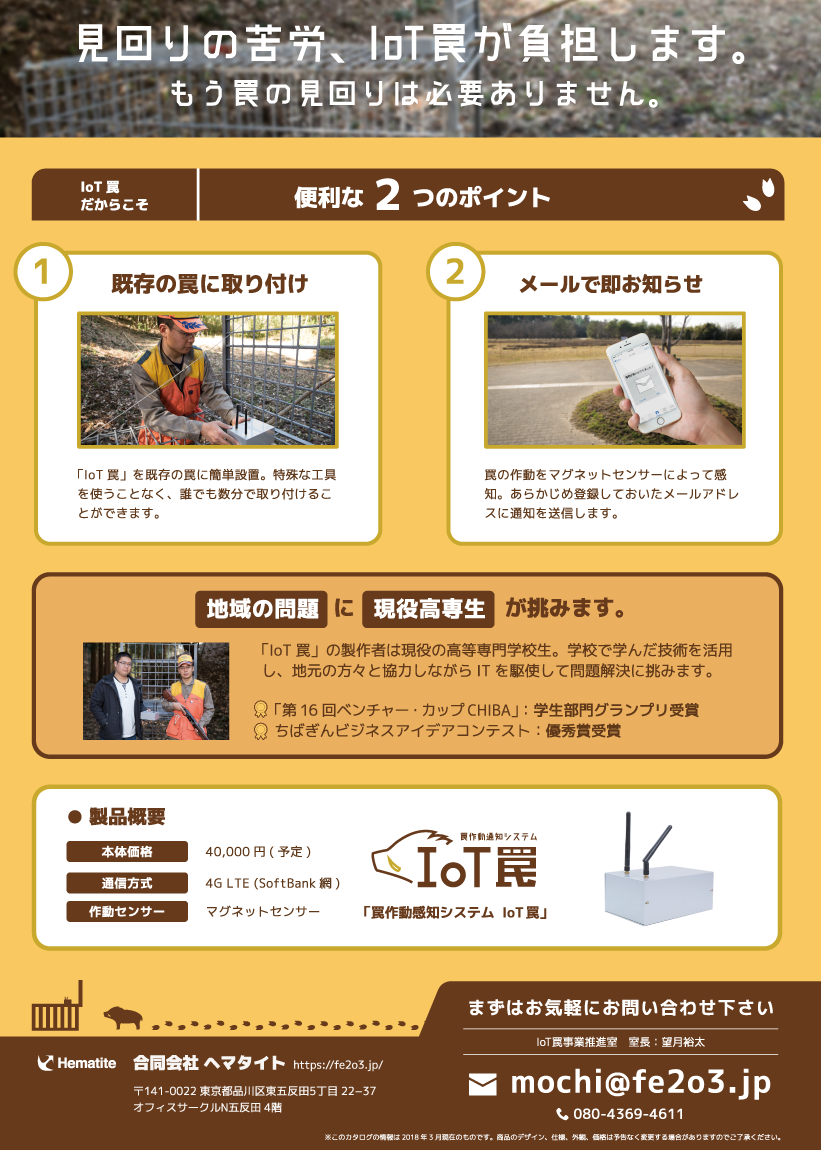 見回りの苦労、IoT罠が負担します。
もう罠の見回りは必要ありません。
IoT 罠
だからこそ
便利な 2 つのポイント
1
既存の罠に取り付け
「IoT 罠」を既存の罠に簡単設置。特殊な工具
を使うことなく、誰でも数分で取り付けるこ
とができます。
2
メールで即お知らせ
罠の作動をマグネットセンサーによって感
知。あらかじめ登録しておいたメールアドレ
スに通知を送信します。
地域の問題 に 現役高専生 が挑みます。
「IoT 罠」の製作者は現役の高等専門学校生。学校で学んだ技術を活用
し、地元の方々と協力しながら IT を駆使して問題解決に挑みます。
「第 16 回ベンチャー・カップ CHIBA」：学生部門グランプリ受賞
ちばぎんビジネスアイデアコンテスト：優秀賞受賞
● 製品概要
本体価格 40,000 円 ( 予定 )
通信方式 4G LTE (SoftBank 網 )
作動センサー マグネットセンサー
罠作動通知システム
IoT罠
「罠作動感知システム IoT 罠」
まずはお気軽にお問い合わせ下さい
IoT罠事業推進室 室長：望月裕太
mochi@fe2o3.jp
080-4369-4611
Hematite 合同会社 ヘマタイト https://fe2o3.jp/
〒141-0022 東京都品川区東五反田5丁目 22−37
オフィスサークルN五反田 4階
※このカタログの情報は 2018 年 3 月現在のものです。商品のデザイン、仕様、外観、価格は予告なく変更する場合がありますのでご了承ください。